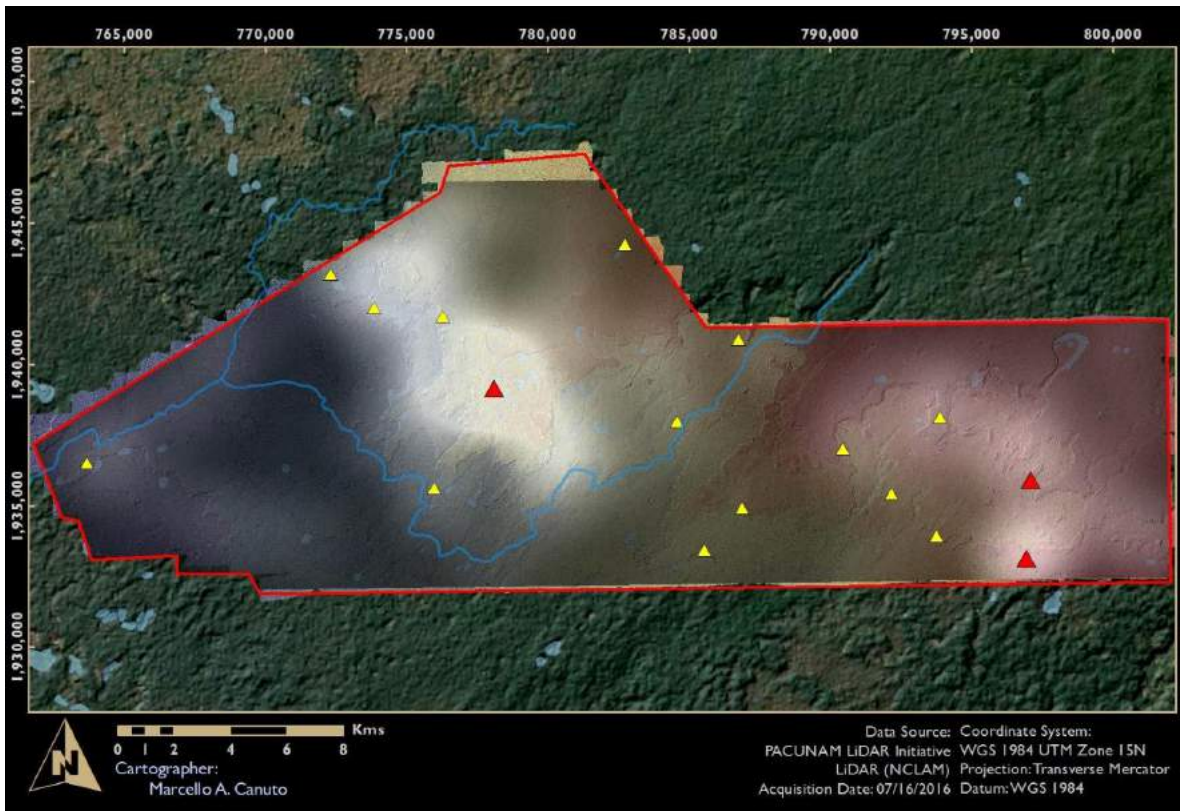 765,000 770,000 775,000 780,000 785,000 790,000 795,000 800,000
1,950,000
1,945,000
1,940,000
1,935,000
1,930,000
Kms
0 1 2 4 6 8
N
Cartographer:
Marcello A. Canuto
Data Source:
PACUNAM LiDAR Initiative
LiDAR (NCLAM)
Acquisition Date: 07/16/2016
Coordinate System:
WGS 1984 UTM Zone 15N
Projection: Transverse Mercator
Datum: WGS 1984